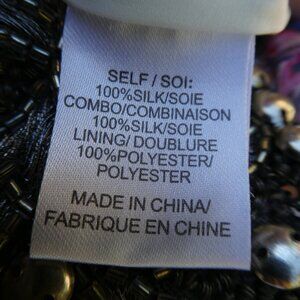 SELF / SOI:
100%SILK/SOIE
COMBO/COMBINAISON
100%SILK/SOIE
LINING/ DOUBLURE
100%POLYESTER/
POLYESTER
MADE IN CHINA/
FABRIQUE EN CHINE